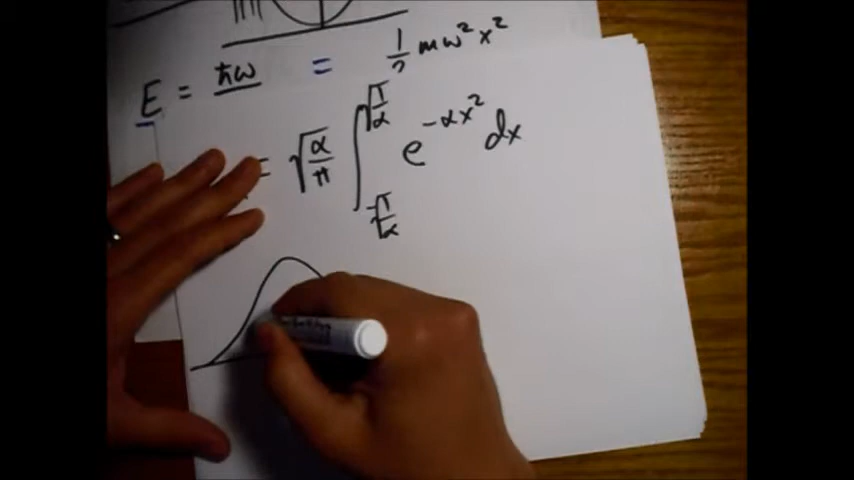 E = ħω = 1/2 mω²x²
= √(α/π) ∫_{-√(1/α)}^{√(1/α)} e^{-αx²} dx